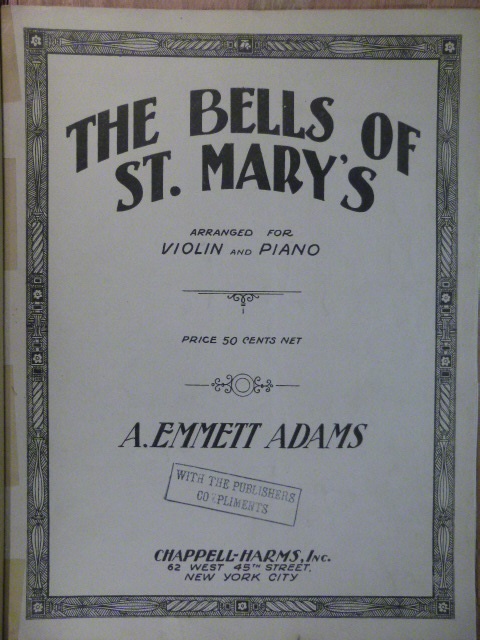 THE BELLS OF
ST. MARY'S
ARRANGED FOR
VIOLIN AND PIANO
PRICE 50 CENTS NET
A. EMMETT ADAMS
WITH THE PUBLISHERS
COMPLIMENTS
CHAPPELL-HARMS, INC.
62 WEST 45TH STREET,
NEW YORK CITY